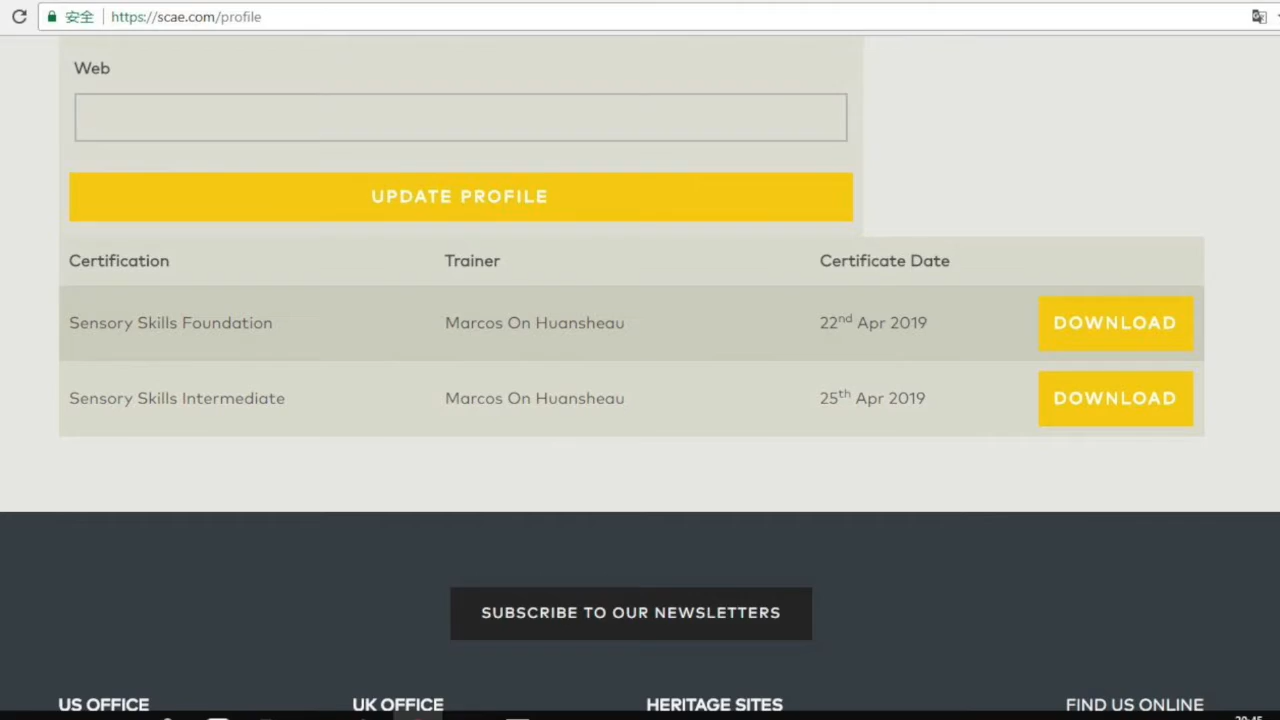 安全 https://scae.com/profile
Web
UPDATE PROFILE
Certification Trainer Certificate Date
Sensory Skills Foundation Marcos On Huansheau 22nd Apr 2019 DOWNLOAD
Sensory Skills Intermediate Marcos On Huansheau 25th Apr 2019 DOWNLOAD
SUBSCRIBE TO OUR NEWSLETTERS
US OFFICE UK OFFICE HERITAGE SITES FIND US ONLINE